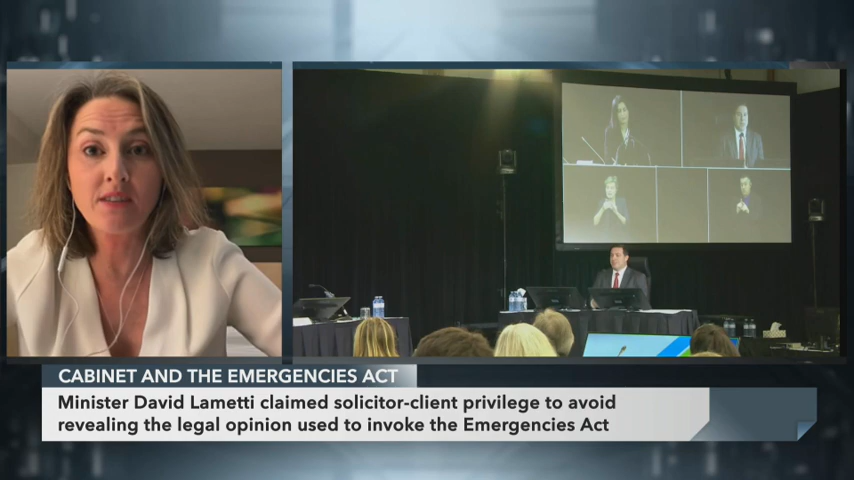 CABINET AND THE EMERGENCIES ACT
Minister David Lametti claimed solicitor-client privilege to avoid
revealing the legal opinion used to invoke the Emergencies Act